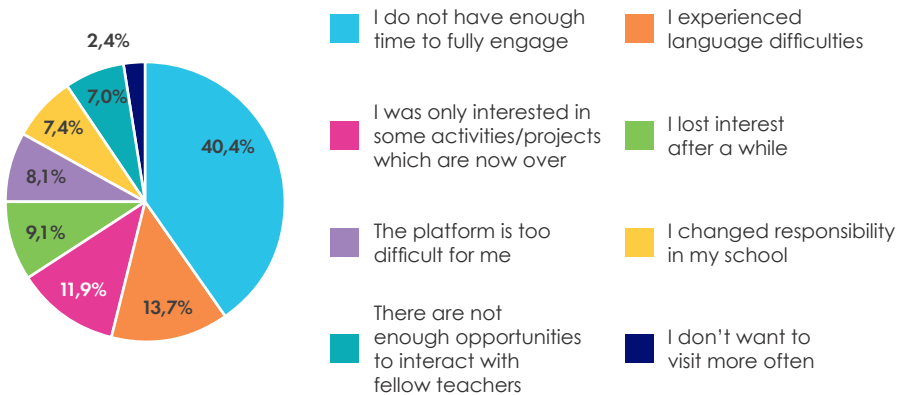 2,4%
7,0%
7,4%
8,1%
9,1%
11,9%
13,7%
40,4%
I do not have enough
time to fully engage
I experienced
language difficulties
I was only interested in
some activities/projects
which are now over
I lost interest
after a while
The platform is too
difficult for me
I changed responsibility
in my school
There are not
enough opportunities
to interact with
fellow teachers
I don’t want to
visit more often